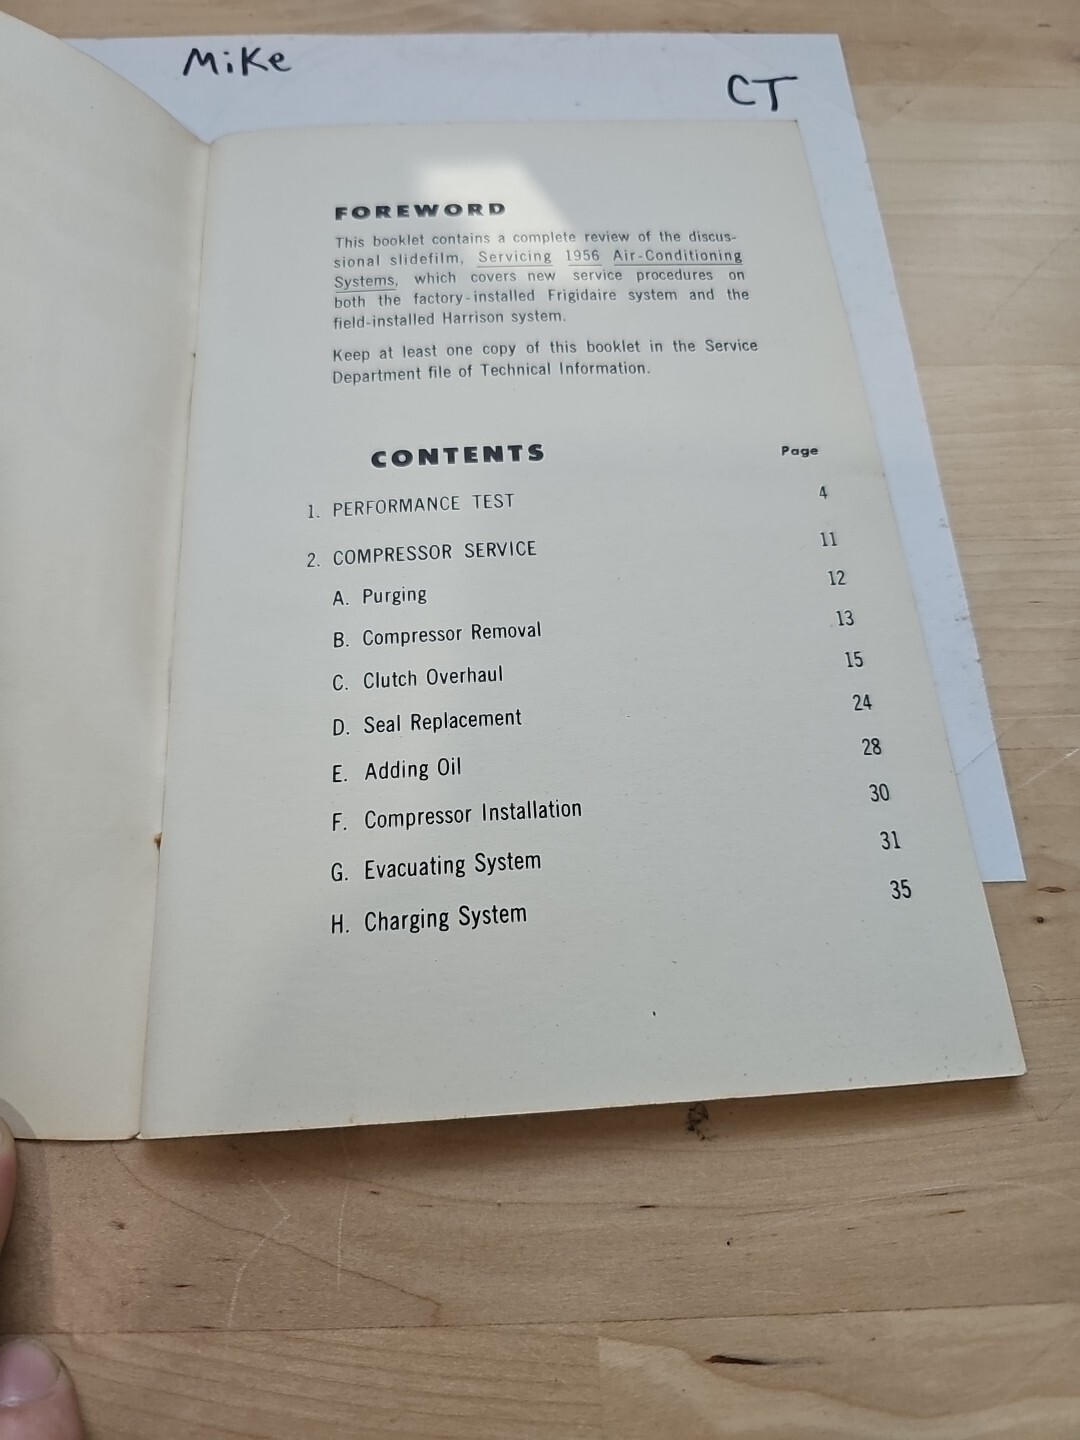 Mike
CT
FOREWORD
This booklet contains a complete review of the discus-
sional slidefilm, Servicing 1956 Air-Conditioning
Systems, which covers new service procedures on
both the factory-installed Frigidaire system and the
field-installed Harrison system.
Keep at least one copy of this booklet in the Service
Department file of Technical Information.
CONTENTS Page
1. PERFORMANCE TEST 4
2. COMPRESSOR SERVICE 11
A. Purging 12
B. Compressor Removal 13
C. Clutch Overhaul 15
D. Seal Replacement 24
E. Adding Oil 28
F. Compressor Installation 30
G. Evacuating System 31
H. Charging System 35